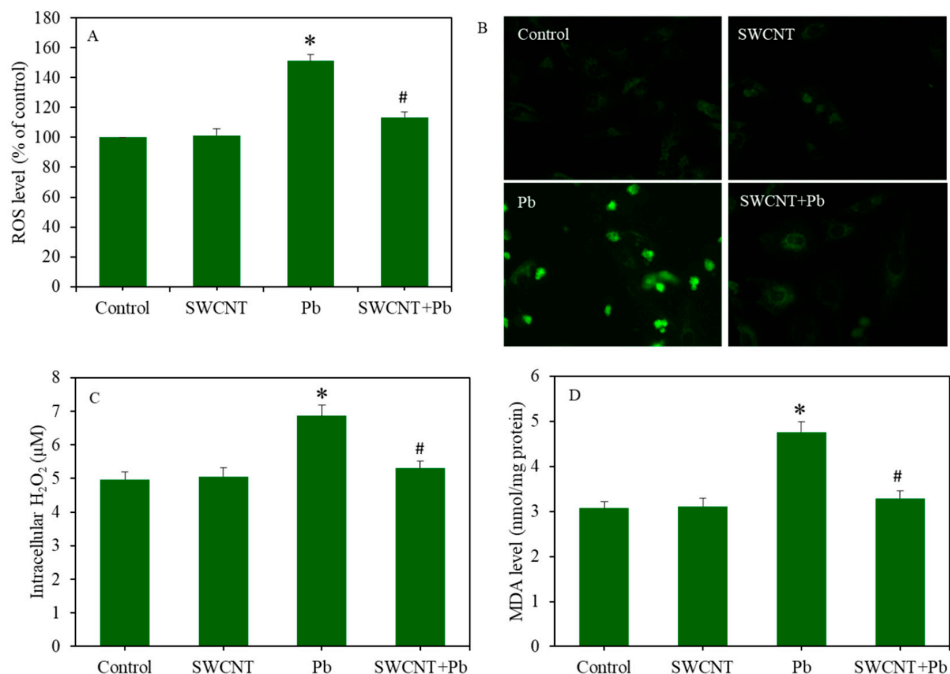 A
ROS level (% of control)
180
160
140
120
100
80
60
40
20
0
*
#
Control SWCNT Pb SWCNT+Pb
B
Control SWCNT
Pb SWCNT+Pb
C
Intracellular H₂O₂ (μM)
8
7
6
5
4
3
2
1
0
*
#
Control SWCNT Pb SWCNT+Pb
D
MDA level (nmol/mg protein)
6
5
4
3
2
1
0
*
#
Control SWCNT Pb SWCNT+Pb